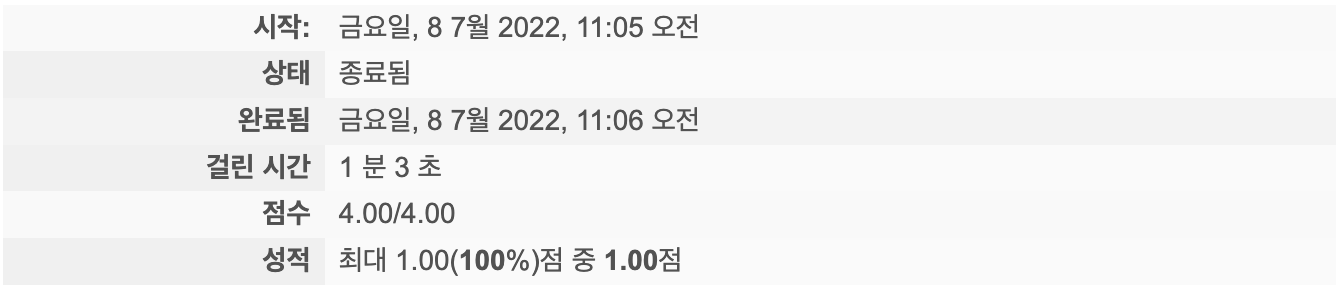 시작: 금요일, 8 7월 2022, 11:05 오전
상태 종료됨
완료됨 금요일, 8 7월 2022, 11:06 오전
걸린 시간 1 분 3 초
점수 4.00/4.00
성적 최대 1.00(100%)점 중 1.00점